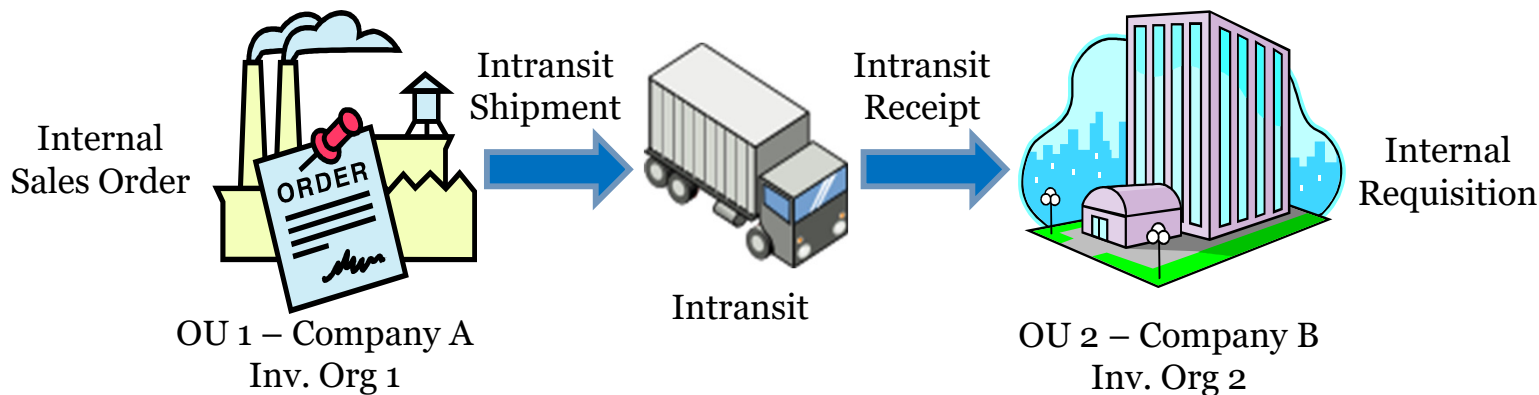 Internal
Sales Order
ORDER
OU 1 – Company A
Inv. Org 1
Intransit
Shipment
Intransit
Intransit
Receipt
OU 2 – Company B
Inv. Org 2
Internal
Requisition